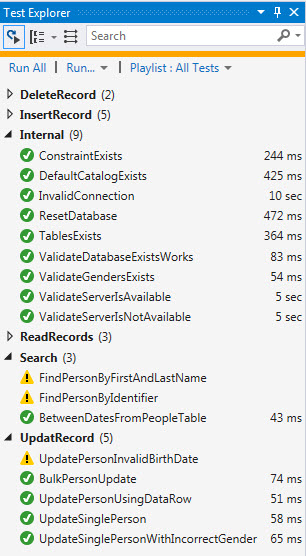 Test Explorer
Search
Run All | Run... Playlist : All Tests
DeleteRecord (2)
InsertRecord (5)
Internal (9)
ConstraintExists 244 ms
DefaultCatalogExists 425 ms
InvalidConnection 10 sec
ResetDatabase 472 ms
TablesExists 364 ms
ValidateDatabaseExistsWorks 83 ms
ValidateGendersExists 54 ms
ValidateServerIsAvailable 5 sec
ValidateServerIsNotAvailable 5 sec
ReadRecords (3)
Search (3)
FindPersonByFirstAndLastName
FindPersonByIdentifier
BetweenDatesFromPeopleTable 43 ms
UpdatRecord (5)
UpdatePersonInvalidBirthDate
BulkPersonUpdate 74 ms
UpdatePersonUsingDataRow 51 ms
UpdateSinglePerson 58 ms
UpdateSinglePersonWithIncorrectGender 65 ms